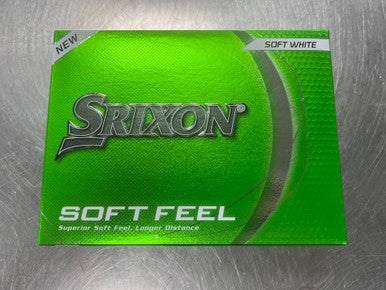 NEW
SOFT WHITE
SRIXON
SOFT FEEL
Superior Soft Feel, Longer Distance